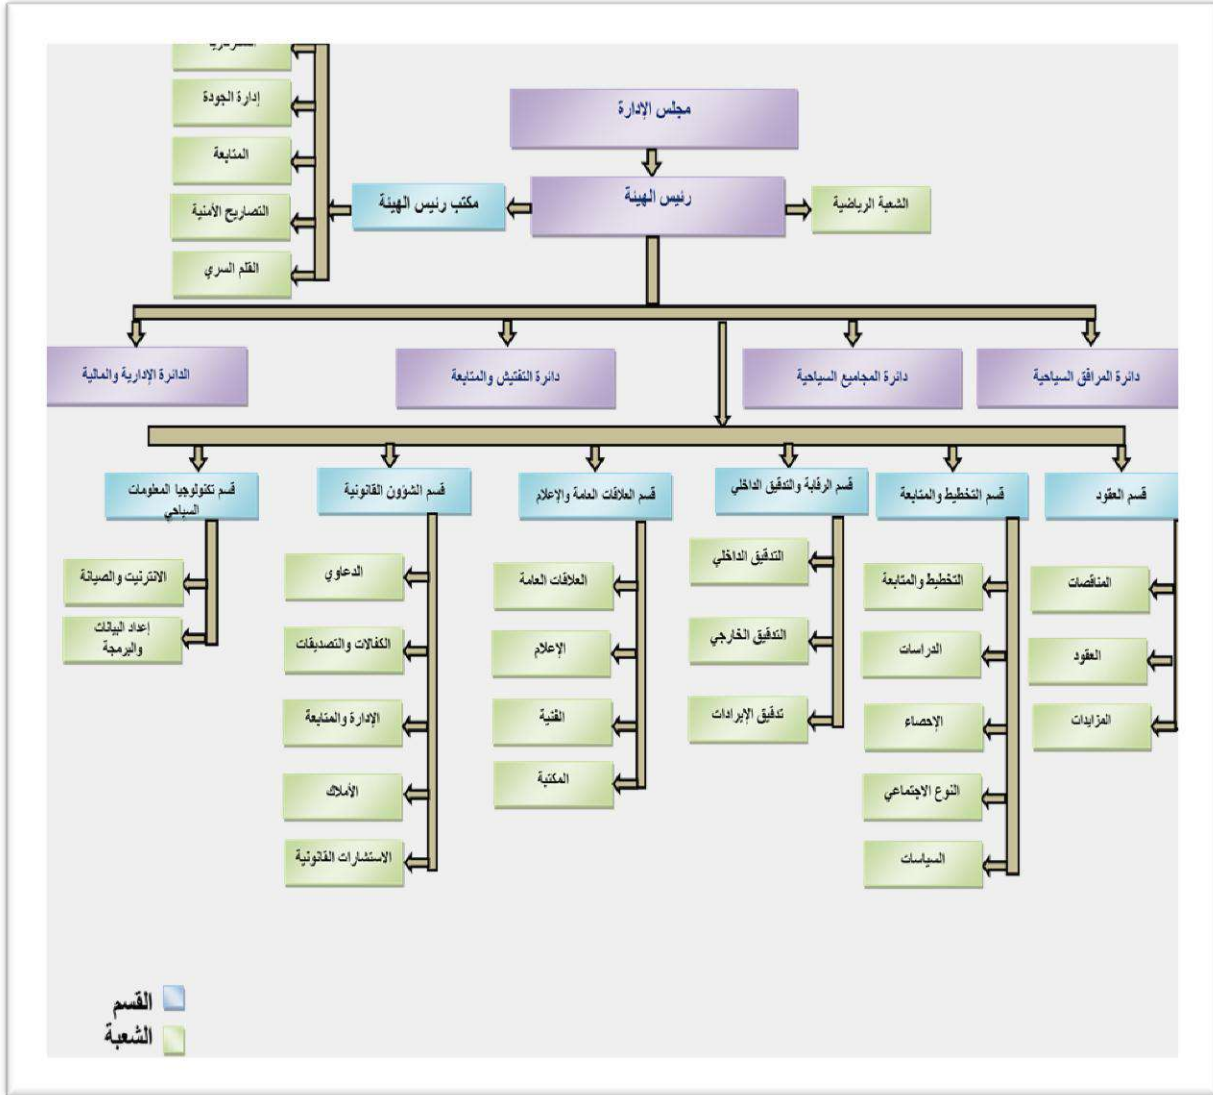 إدارة الجودة
مجلس الإدارة
المتابعة
الشعبة الرياضية
رئيس الهيئة
مكتب رئيس الهيئة
التصاريح الأمنية
القلم السري
دائرة المرافق السياحية
دائرة المجاميع السياحية
دائرة التفتيش والمتابعة
الدائرة الإدارية والمالية
قسم العقود
قسم التخطيط والمتابعة
قسم الرقابة والتدقيق الداخلي
قسم العلاقات العامة والإعلام
قسم الشؤون القانونية
قسم تكنولوجيا المعلومات
السياحي
المناقصات
العقود
المزايدات
التخطيط والمتابعة
الدراسات
الإحصاء
النوع الاجتماعي
السياسات
التدقيق الداخلي
التدقيق الخارجي
تدقيق الإيرادات
العلاقات العامة
الإعلام
الفنية
المكتبة
الدعاوي
الكفالات والتصديقات
الإدارة والمتابعة
الأملاك
الاستشارات القانونية
الانترنيت والصيانة
إعداد البيانات
والبرمجة
القسم
الشعبة